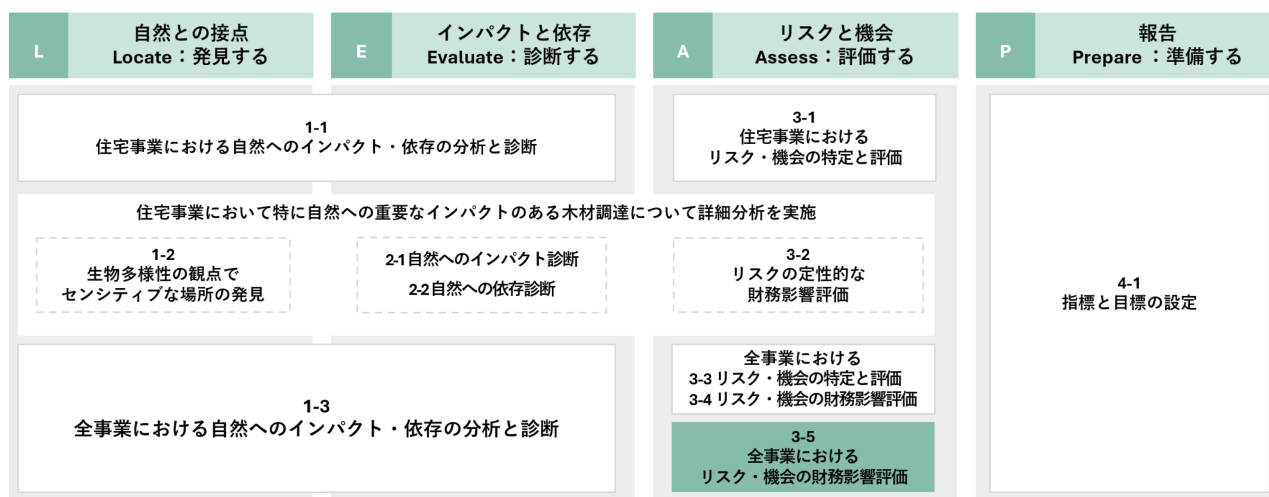 L
自然との接点
Locate：発見する
E
インパクトと依存
Evaluate：診断する
A
リスクと機会
Assess：評価する
P
報告
Prepare ：準備する
1-1
住宅事業における自然へのインパクト・依存の分析と診断
3-1
住宅事業における
リスク・機会の特定と評価
住宅事業において特に自然への重要なインパクトのある木材調達について詳細分析を実施
1-2
生物多様性の観点で
センシティブな場所の発見
2-1自然へのインパクト診断
2-2自然への依存診断
3-2
リスクの定性的な
財務影響評価
4-1
指標と目標の設定
1-3
全事業における自然へのインパクト・依存の分析と診断
全事業における
3-3 リスク・機会の特定と評価
3-4 リスク・機会の財務影響評価
3-5
全事業における
リスク・機会の財務影響評価